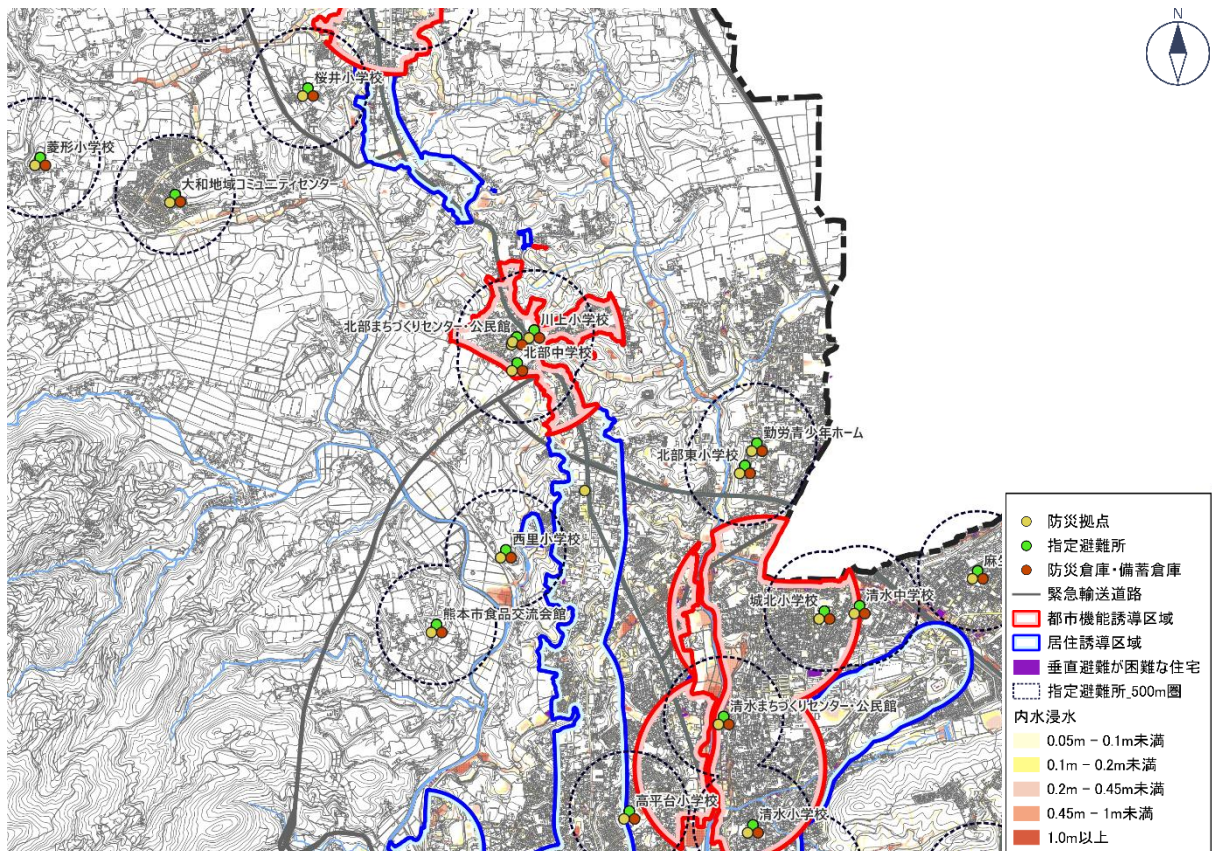 N
桜井小学校
菱形小学校
大和地域コミュニティセンター
北部まちづくりセンター・公民館
川上小学校
北部中学校
勤労青少年ホーム
北部東小学校
西里小学校
熊本市食品交流会館
城北小学校
清水中学校
麻生
清水まちづくりセンター・公民館
高平台小学校
清水小学校
防災拠点
指定避難所
防災倉庫・備蓄倉庫
緊急輸送道路
都市機能誘導区域
居住誘導区域
垂直避難が困難な住宅
指定避難所_500m圏
内水浸水
0.05m - 0.1m未満
0.1m - 0.2m未満
0.2m - 0.45m未満
0.45m - 1m未満
1.0m以上